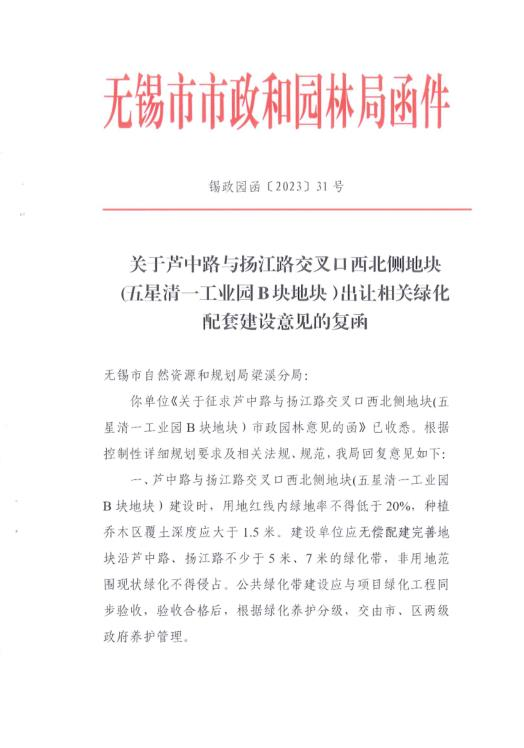 无锡市市政和园林局函件
锡政园函〔2023〕31号
关于芦中路与扬江路交叉口西北侧地块
(五星清一工业园B块地块)出让相关绿化
配套建设意见的复函
无锡市自然资源和规划局梁溪分局:
你单位《关于征求芦中路与扬江路交叉口西北侧地块(五
星清一工业园B块地块)市政园林意见的函》已收悉。根据
控制性详细规划要求及相关法规、规范,我局回复意见如下:
一、芦中路与扬江路交叉口西北侧地块(五星清一工业园
B块地块)建设时,用地红线内绿地率不得低于20%,种植
乔木区覆土深度应大于1.5米。建设单位应无偿配建完善地
块沿芦中路、扬江路不少于5米、7米的绿化带,非用地范
围现状绿化不得侵占。公共绿化带建设应与项目绿化工程同
步验收,验收合格后,根据绿化养护分级,交由市、区两级
政府养护管理。